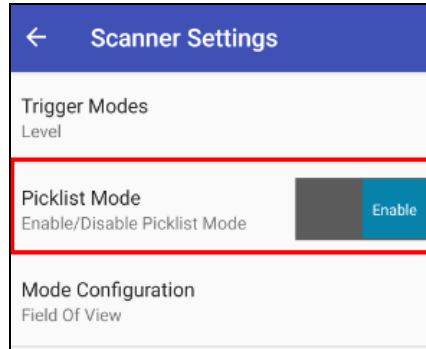 Scanner Settings
Trigger Modes
Level
Picklist Mode
Enable/Disable Picklist Mode
Enable
Mode Configuration
Field Of View